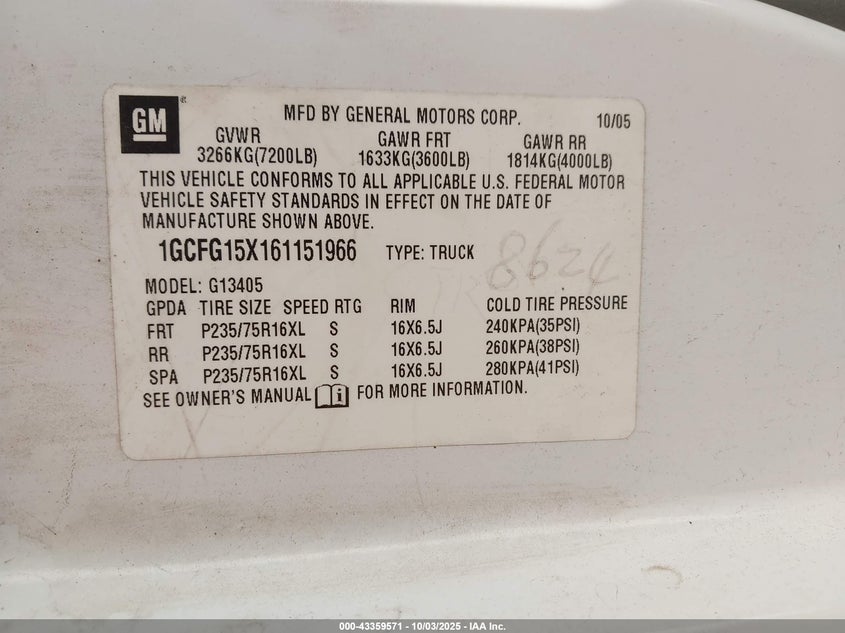 GM
®
MFD BY GENERAL MOTORS CORP. 10/05
GVWR GAWR FRT GAWR RR
3266KG(7200LB) 1633KG(3600LB) 1814KG(4000LB)
THIS VEHICLE CONFORMS TO ALL APPLICABLE U.S. FEDERAL MOTOR
VEHICLE SAFETY STANDARDS IN EFFECT ON THE DATE OF
MANUFACTURE SHOWN ABOVE.
1GCFG15X161151966 TYPE: TRUCK
8624
MODEL: G13405
GPDA TIRE SIZE SPEED RTG RIM COLD TIRE PRESSURE
FRT P235/75R16XL S 16X6.5J 240KPA(35PSI)
RR P235/75R16XL S 16X6.5J 260KPA(38PSI)
SPA P235/75R16XL S 16X6.5J 280KPA(41PSI)
SEE OWNER'S MANUAL i FOR MORE INFORMATION.
000-43359571 - 10/03/2025 - IAA Inc.